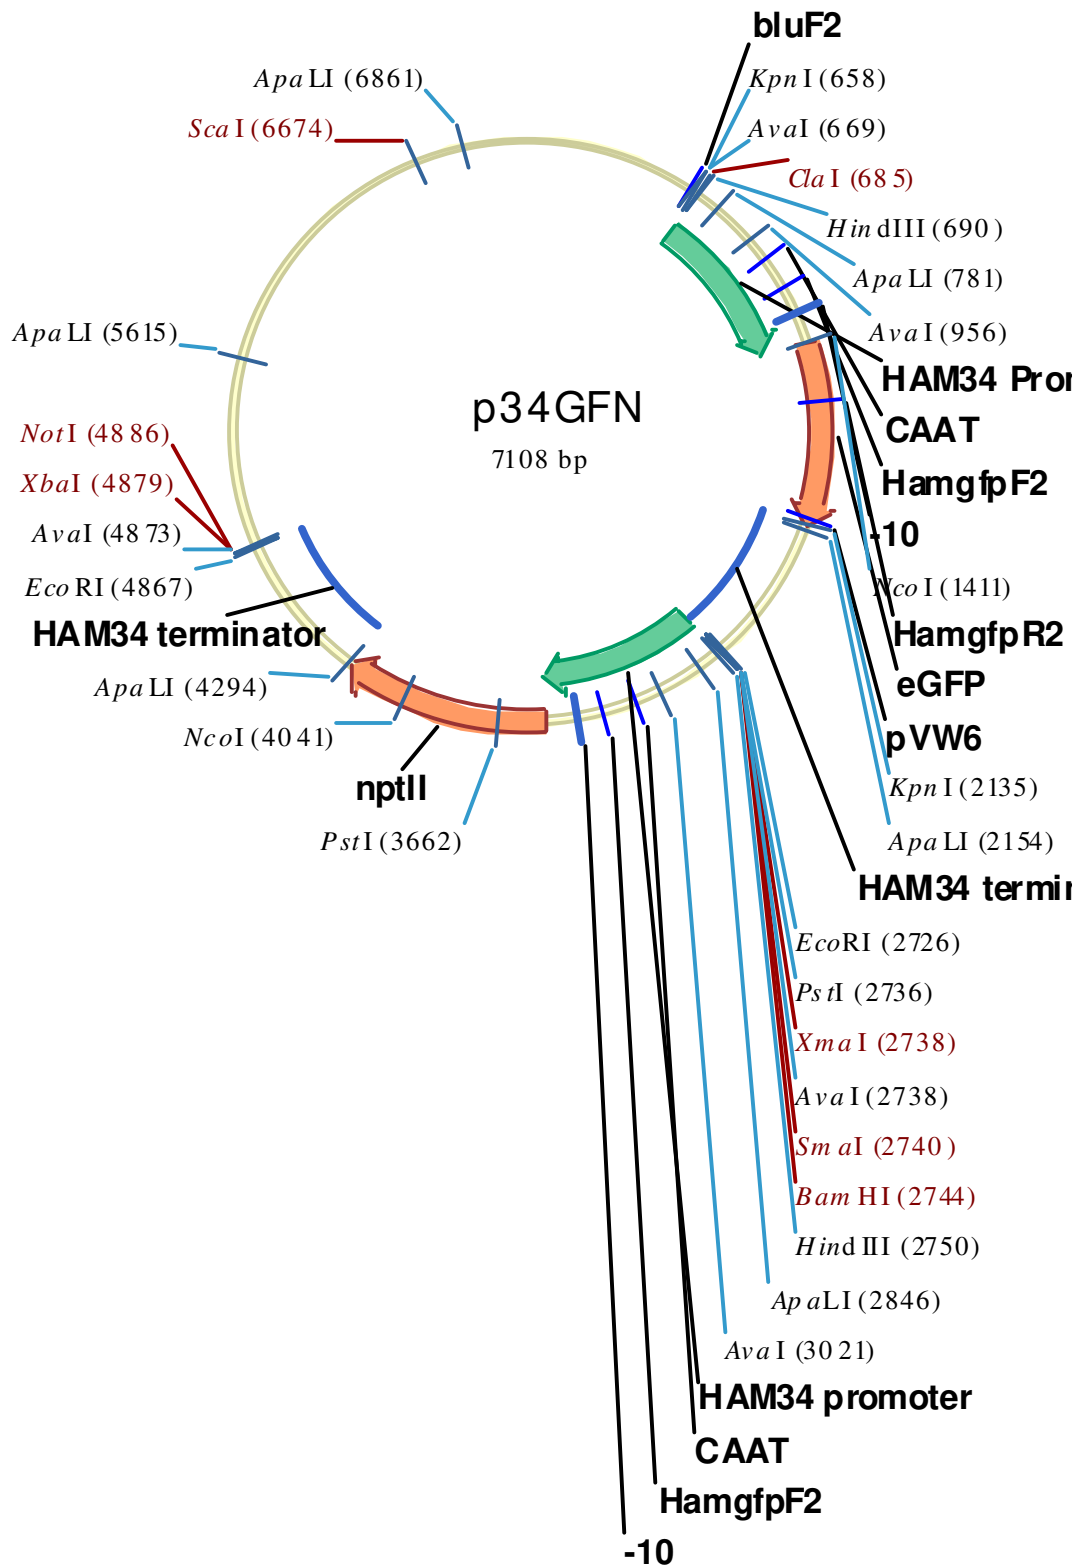 bluF2
KpnI (658)
AvaI (669)
ClaI (685)
HindIII (690)
ApaLI (781)
AvaI (956)
HAM34 Pror
CAAT
HamgfpF2
-10
NcoI (1411)
HamgfpR2
eGFP
pVW6
KpnI (2135)
ApaLI (2154)
HAM34 termir
EcoRI (2726)
PstI (2736)
XmaI (2738)
AvaI (2738)
SmaI (2740)
BamHI (2744)
HindIII (2750)
ApaLI (2846)
AvaI (3021)
HAM34 promoter
CAAT
HamgfpF2
-10
PstI (3662)
nptII
NcoI (4041)
ApaLI (4294)
HAM34 terminator
EcoRI (4867)
AvaI (4873)
XbaI (4879)
NotI (4886)
ApaLI (5615)
ScaI (6674)
ApaLI (6861)
p34GFN
7108 bp